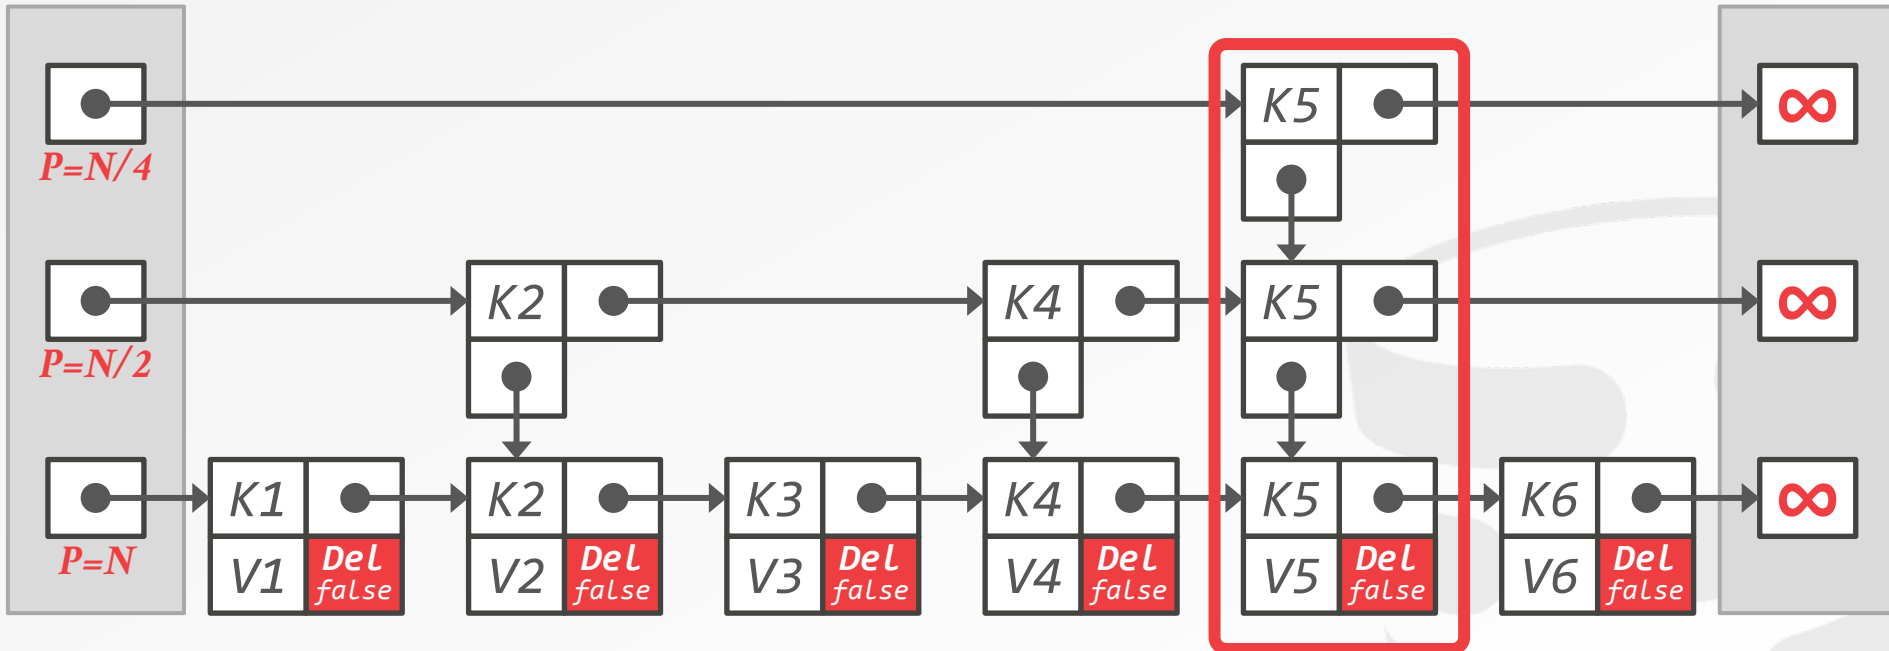 K5 ∞
P=N/4
K2 K4 K5 ∞
P=N/2
K1 K2 K3 K4 K5 K6 ∞
P=N
V1 Del false V2 Del false V3 Del false V4 Del false V5 Del false V6 Del false